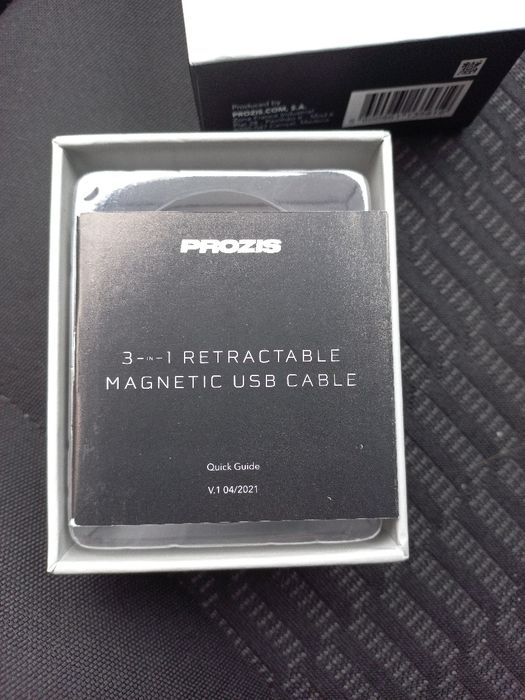 Produced by
PROZIS.COM, S.A.
PROZIS
3-IN-1 RETRACTABLE
MAGNETIC USB CABLE
Quick Guide
V.1 04/2021